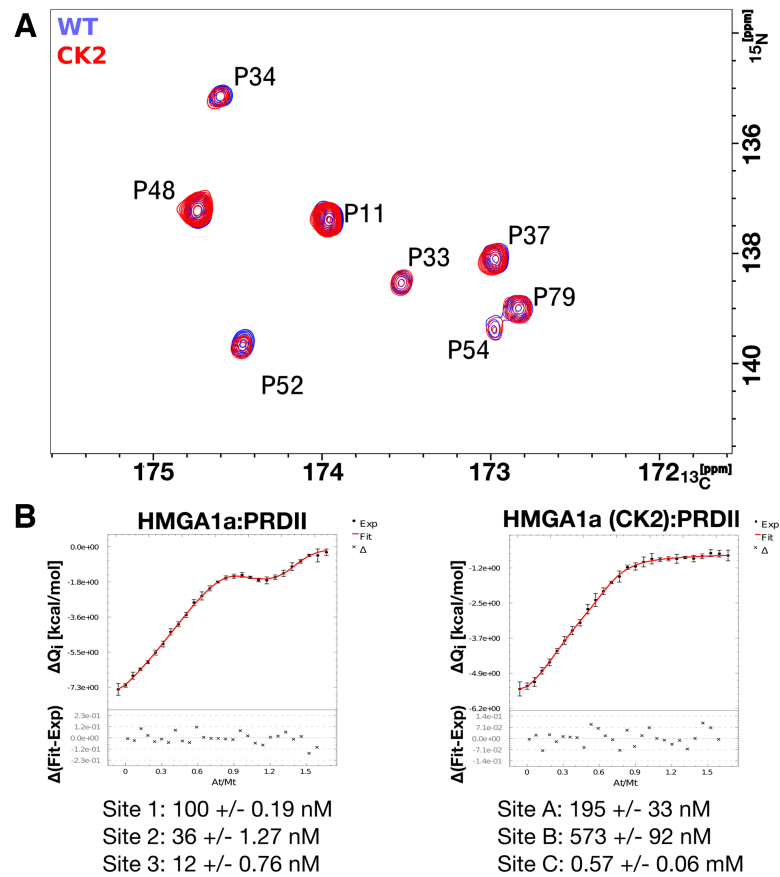 A
WT
CK2
P34
P48
P11
P33
P37
P79
P54
P52
15N [ppm]
136
138
140
175
174
173
172
13C [ppm]
B
HMGA1a:PRDII
Exp
Fit
Δ
ΔQi [kcal/mol]
0.0e+00
-1.8e+00
-3.6e+00
-5.5e+00
-7.3e+00
Δ(Fit-Exp)
2.3e-01
1.2e-01
0.0e+00
-1.2e-01
-2.3e-01
0 0.3 0.6 0.9 1.2 1.5
At/Mt
Site 1: 100 +/- 0.19 nM
Site 2: 36 +/- 1.27 nM
Site 3: 12 +/- 0.76 nM
HMGA1a (CK2):PRDII
Exp
Fit
Δ
ΔQi [kcal/mol]
-1.2e+00
-2.5e+00
-3.7e+00
-4.9e+00
-6.2e+00
Δ(Fit-Exp)
1.4e-01
7.1e-02
0.0e+00
-7.1e-02
-1.4e-01
0 0.3 0.6 0.9 1.2 1.5
At/Mt
Site A: 195 +/- 33 nM
Site B: 573 +/- 92 nM
Site C: 0.57 +/- 0.06 mM